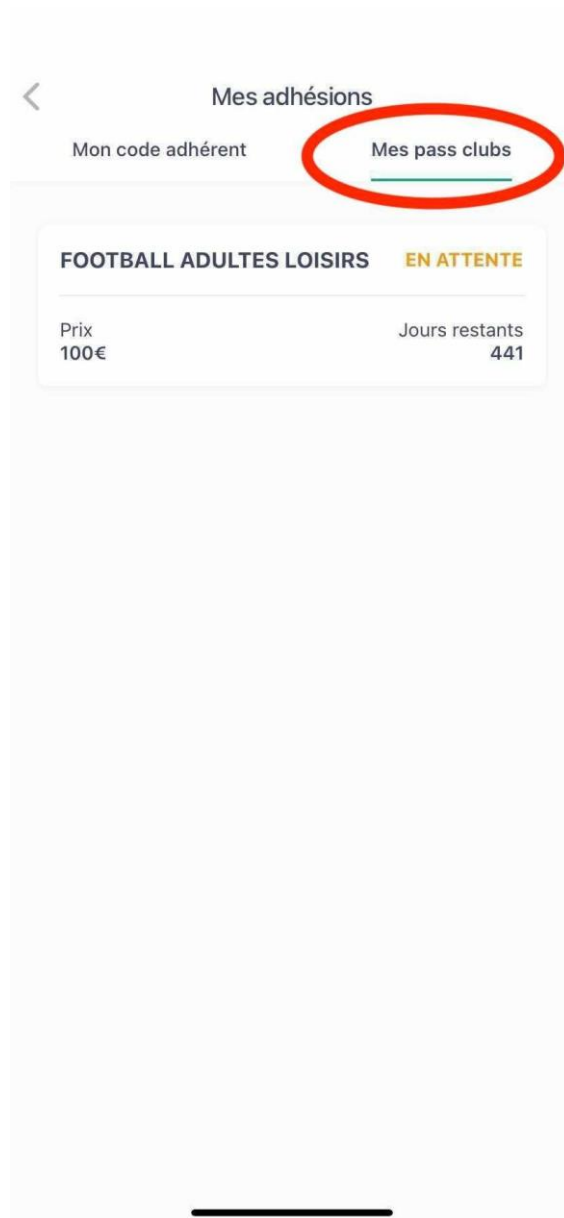 Mes adhésions
Mon code adhérent Mes pass clubs
FOOTBALL ADULTES LOISIRS EN ATTENTE
Prix Jours restants
100€ 441